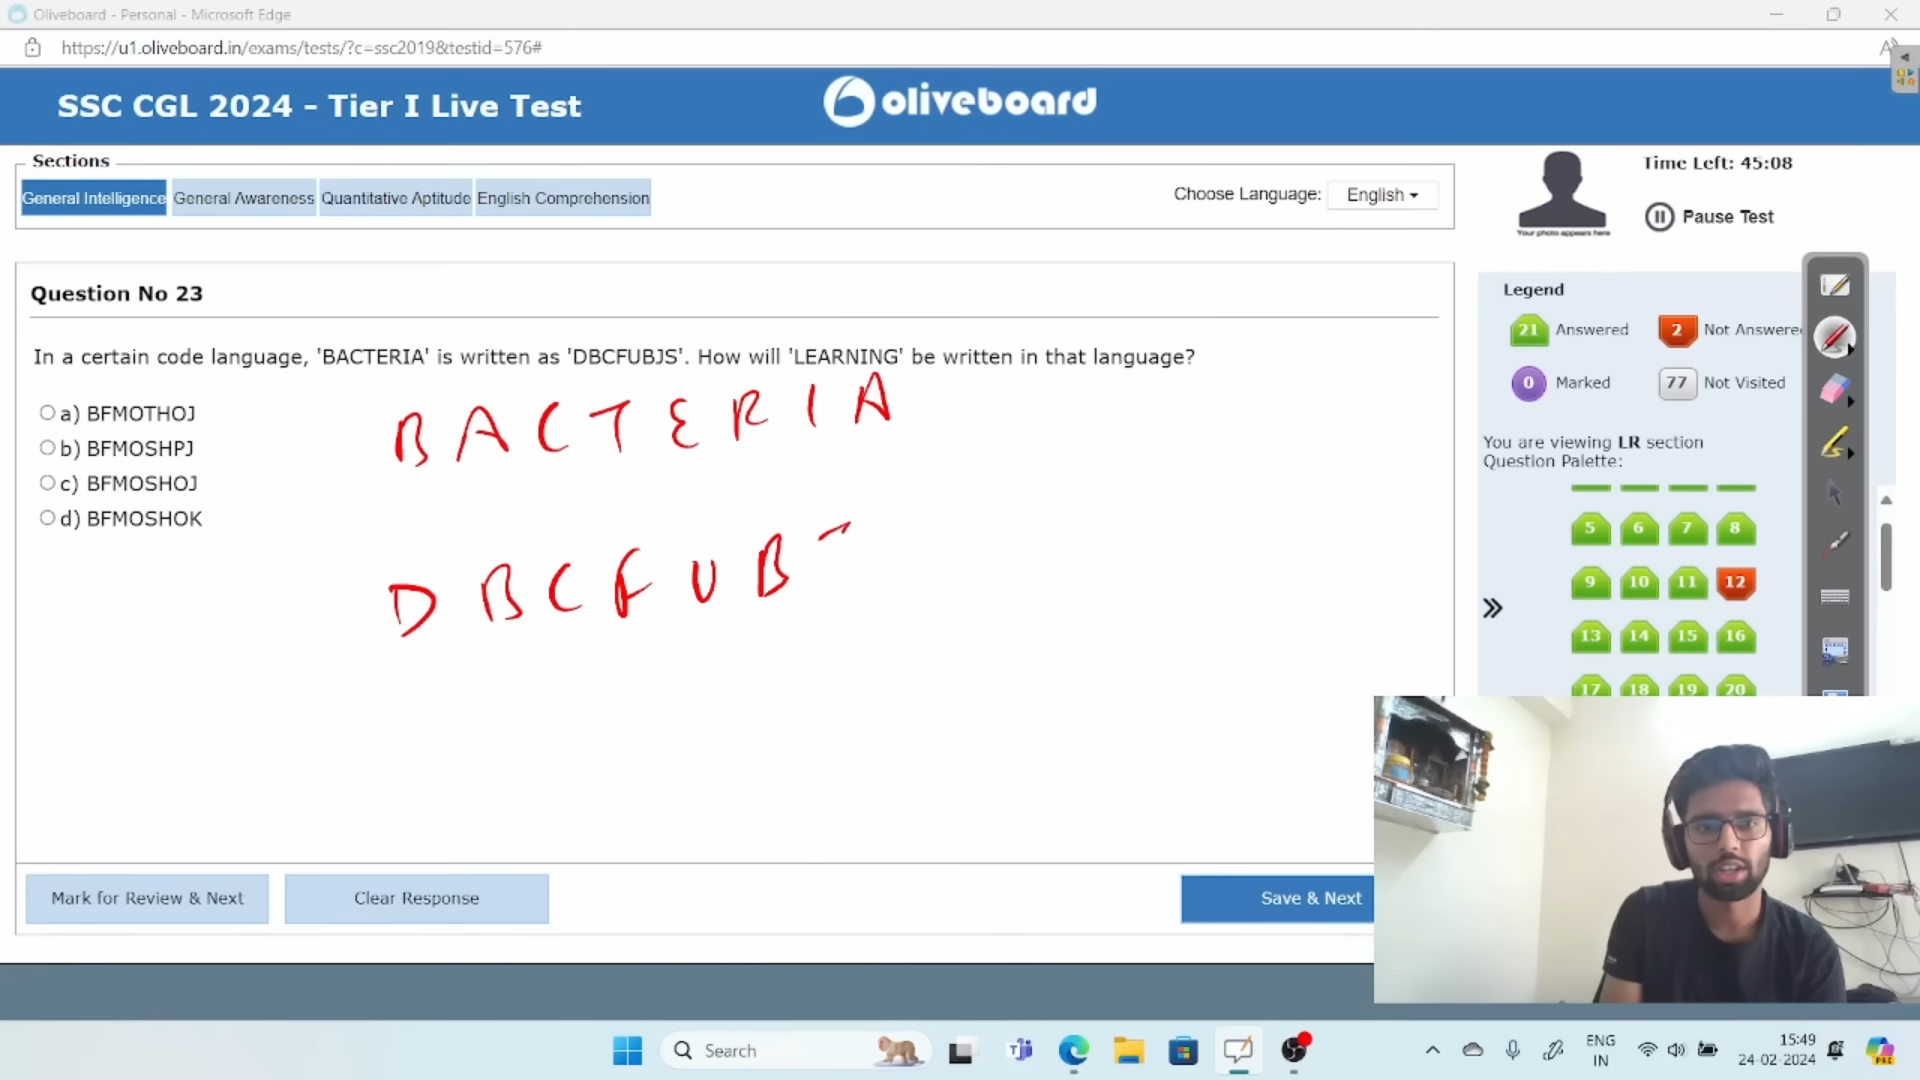 Oliveboard - Personal - Microsoft Edge
https://u1.oliveboard.in/exams/tests/?c=ssc2019&testid=576#
SSC CGL 2024 - Tier I Live Test
oliveboard
Sections
General Intelligence General Awareness Quantitative Aptitude English Comprehension
Choose Language: English
Your photo appears here
Time Left: 45:08
Pause Test
Question No 23
In a certain code language, 'BACTERIA' is written as 'DBCFUBJS'. How will 'LEARNING' be written in that language?
a) BFMOTHOJ
b) BFMOSHPJ
c) BFMOSHOJ
d) BFMOSHOK
B A C T E R I A
D B C F U B
Legend
21 Answered 2 Not Answere
0 Marked 77 Not Visited
You are viewing LR section
Question Palette:
5 6 7 8
9 10 11 12
13 14 15 16
17 18 19 20
Mark for Review & Next Clear Response Save & Next
Search
ENG
IN
15:49
24-02-2024
PRE